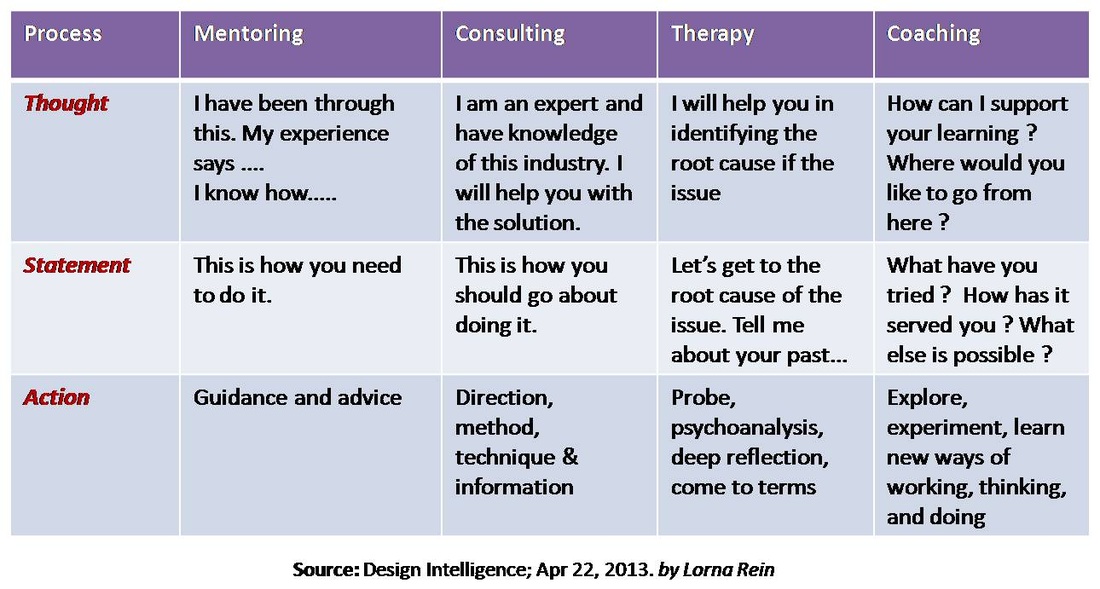 Process Mentoring Consulting Therapy Coaching
Thought
I have been through
this. My experience
says ....
I know how.....
I am an expert and
have knowledge
of this industry. I
will help you with
the solution.
I will help you in
identifying the
root cause if the
issue
How can I support
your learning ?
Where would you
like to go from
here ?
Statement
This is how you need
to do it.
This is how you
should go about
doing it.
Let's get to the
root cause of the
issue. Tell me
about your past...
What have you
tried ?  How has it
served you ? What
else is possible ?
Action
Guidance and advice
Direction,
method,
technique &
information
Probe,
psychoanalysis,
deep reflection,
come to terms
Explore,
experiment, learn
new ways of
working, thinking,
and doing
Source: Design Intelligence; Apr 22, 2013. by Lorna Rein